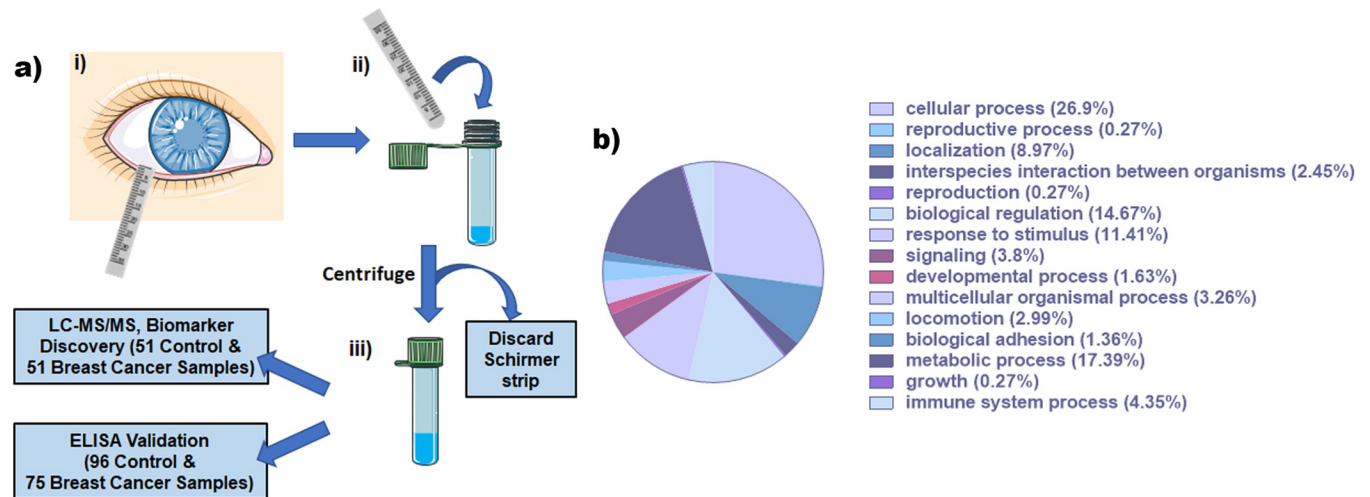 a)
i)
ii)
Centrifuge
iii)
Discard
Schirmer
strip
LC-MS/MS, Biomarker
Discovery (51 Control &
51 Breast Cancer Samples)
ELISA Validation
(96 Control &
75 Breast Cancer Samples)
b)
cellular process (26.9%)
reproductive process (0.27%)
localization (8.97%)
interspecies interaction between organisms (2.45%)
reproduction (0.27%)
biological regulation (14.67%)
response to stimulus (11.41%)
signaling (3.8%)
developmental process (1.63%)
multicellular organismal process (3.26%)
locomotion (2.99%)
biological adhesion (1.36%)
metabolic process (17.39%)
growth (0.27%)
immune system process (4.35%)